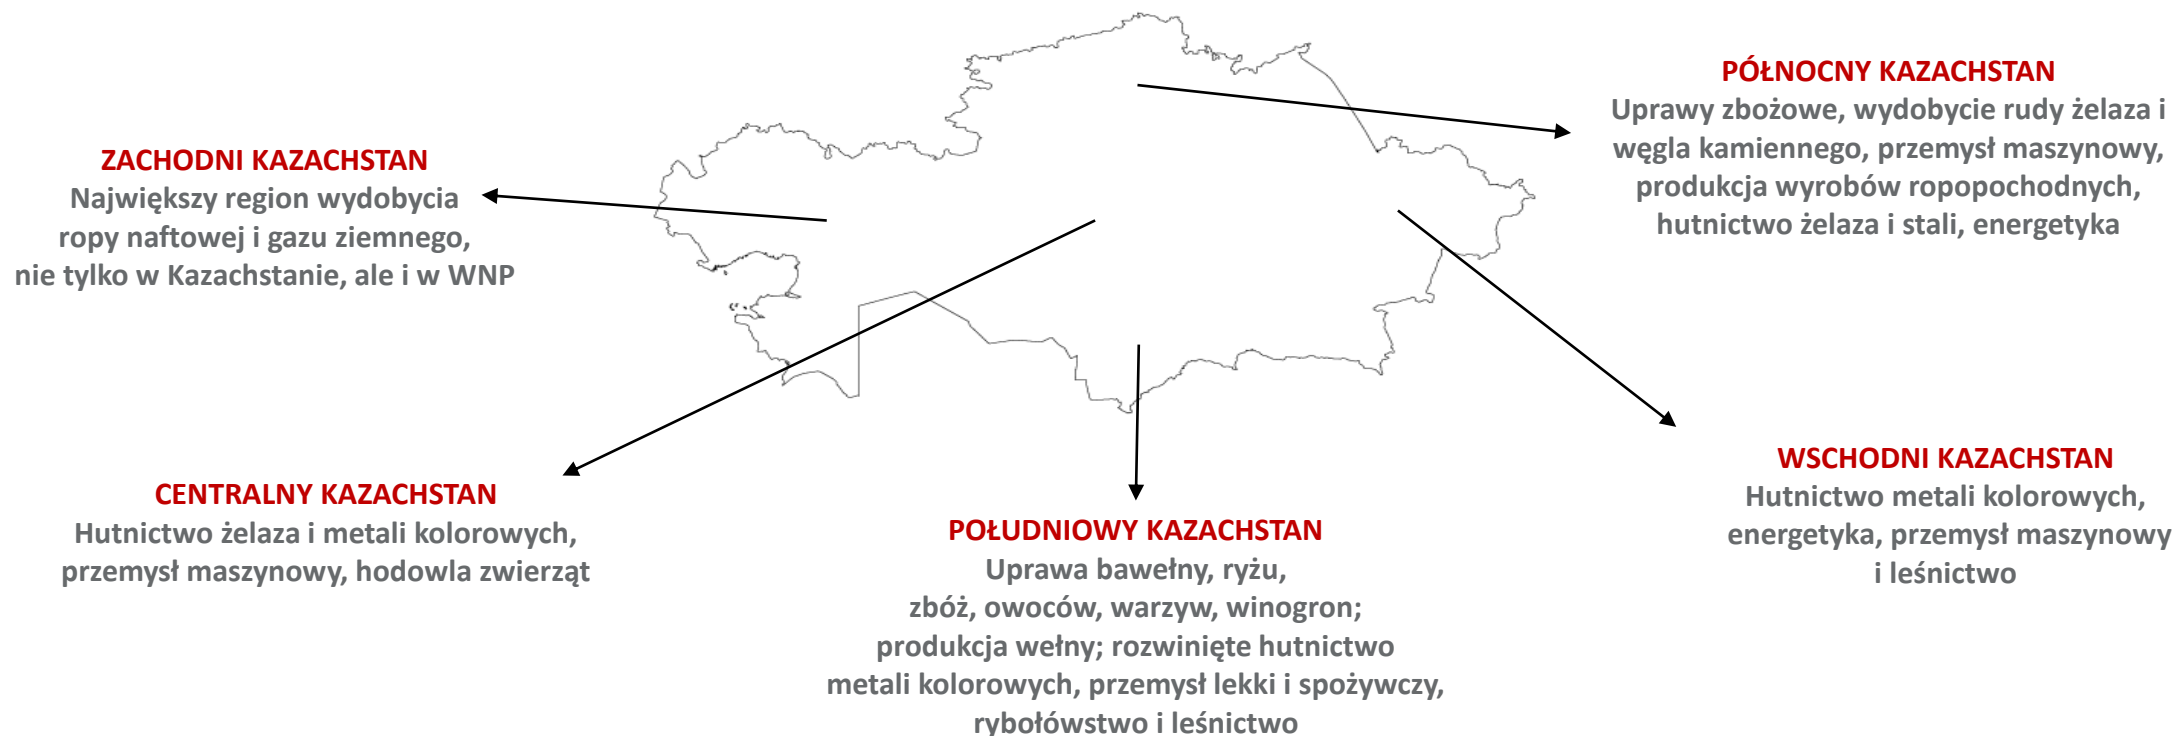 PÓŁNOCNY KAZACHSTAN
Uprawy zbożowe, wydobycie rudy żelaza i
węgla kamiennego, przemysł maszynowy,
produkcja wyrobów ropopochodnych,
hutnictwo żelaza i stali, energetyka
ZACHODNI KAZACHSTAN
Największy region wydobycia
ropy naftowej i gazu ziemnego,
nie tylko w Kazachstanie, ale i w WNP
CENTRALNY KAZACHSTAN
Hutnictwo żelaza i metali kolorowych,
przemysł maszynowy, hodowla zwierząt
POŁUDNIOWY KAZACHSTAN
Uprawa bawełny, ryżu,
zbóż, owoców, warzyw, winogron;
produkcja wełny; rozwinięte hutnictwo
metali kolorowych, przemysł lekki i spożywczy,
rybołówstwo i leśnictwo
WSCHODNI KAZACHSTAN
Hutnictwo metali kolorowych,
energetyka, przemysł maszynowy
i leśnictwo